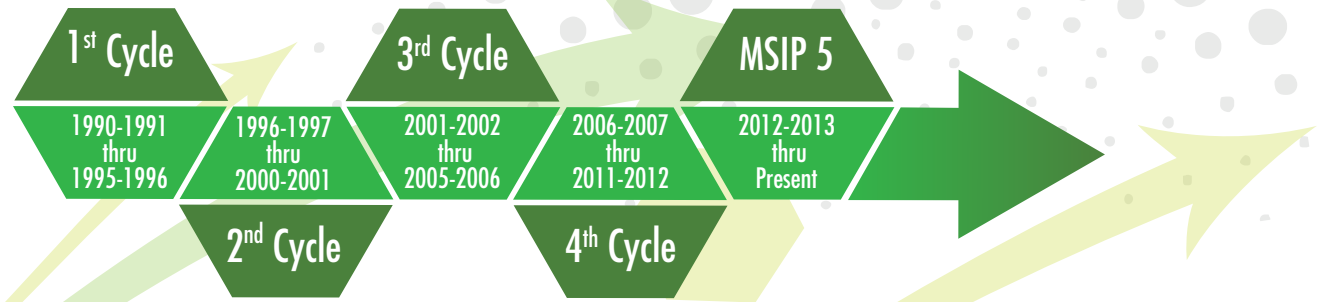 1st Cycle
1990-1991
thru
1995-1996
2nd Cycle
1996-1997
thru
2000-2001
3rd Cycle
2001-2002
thru
2005-2006
4th Cycle
2006-2007
thru
2011-2012
MSIP 5
2012-2013
thru
Present